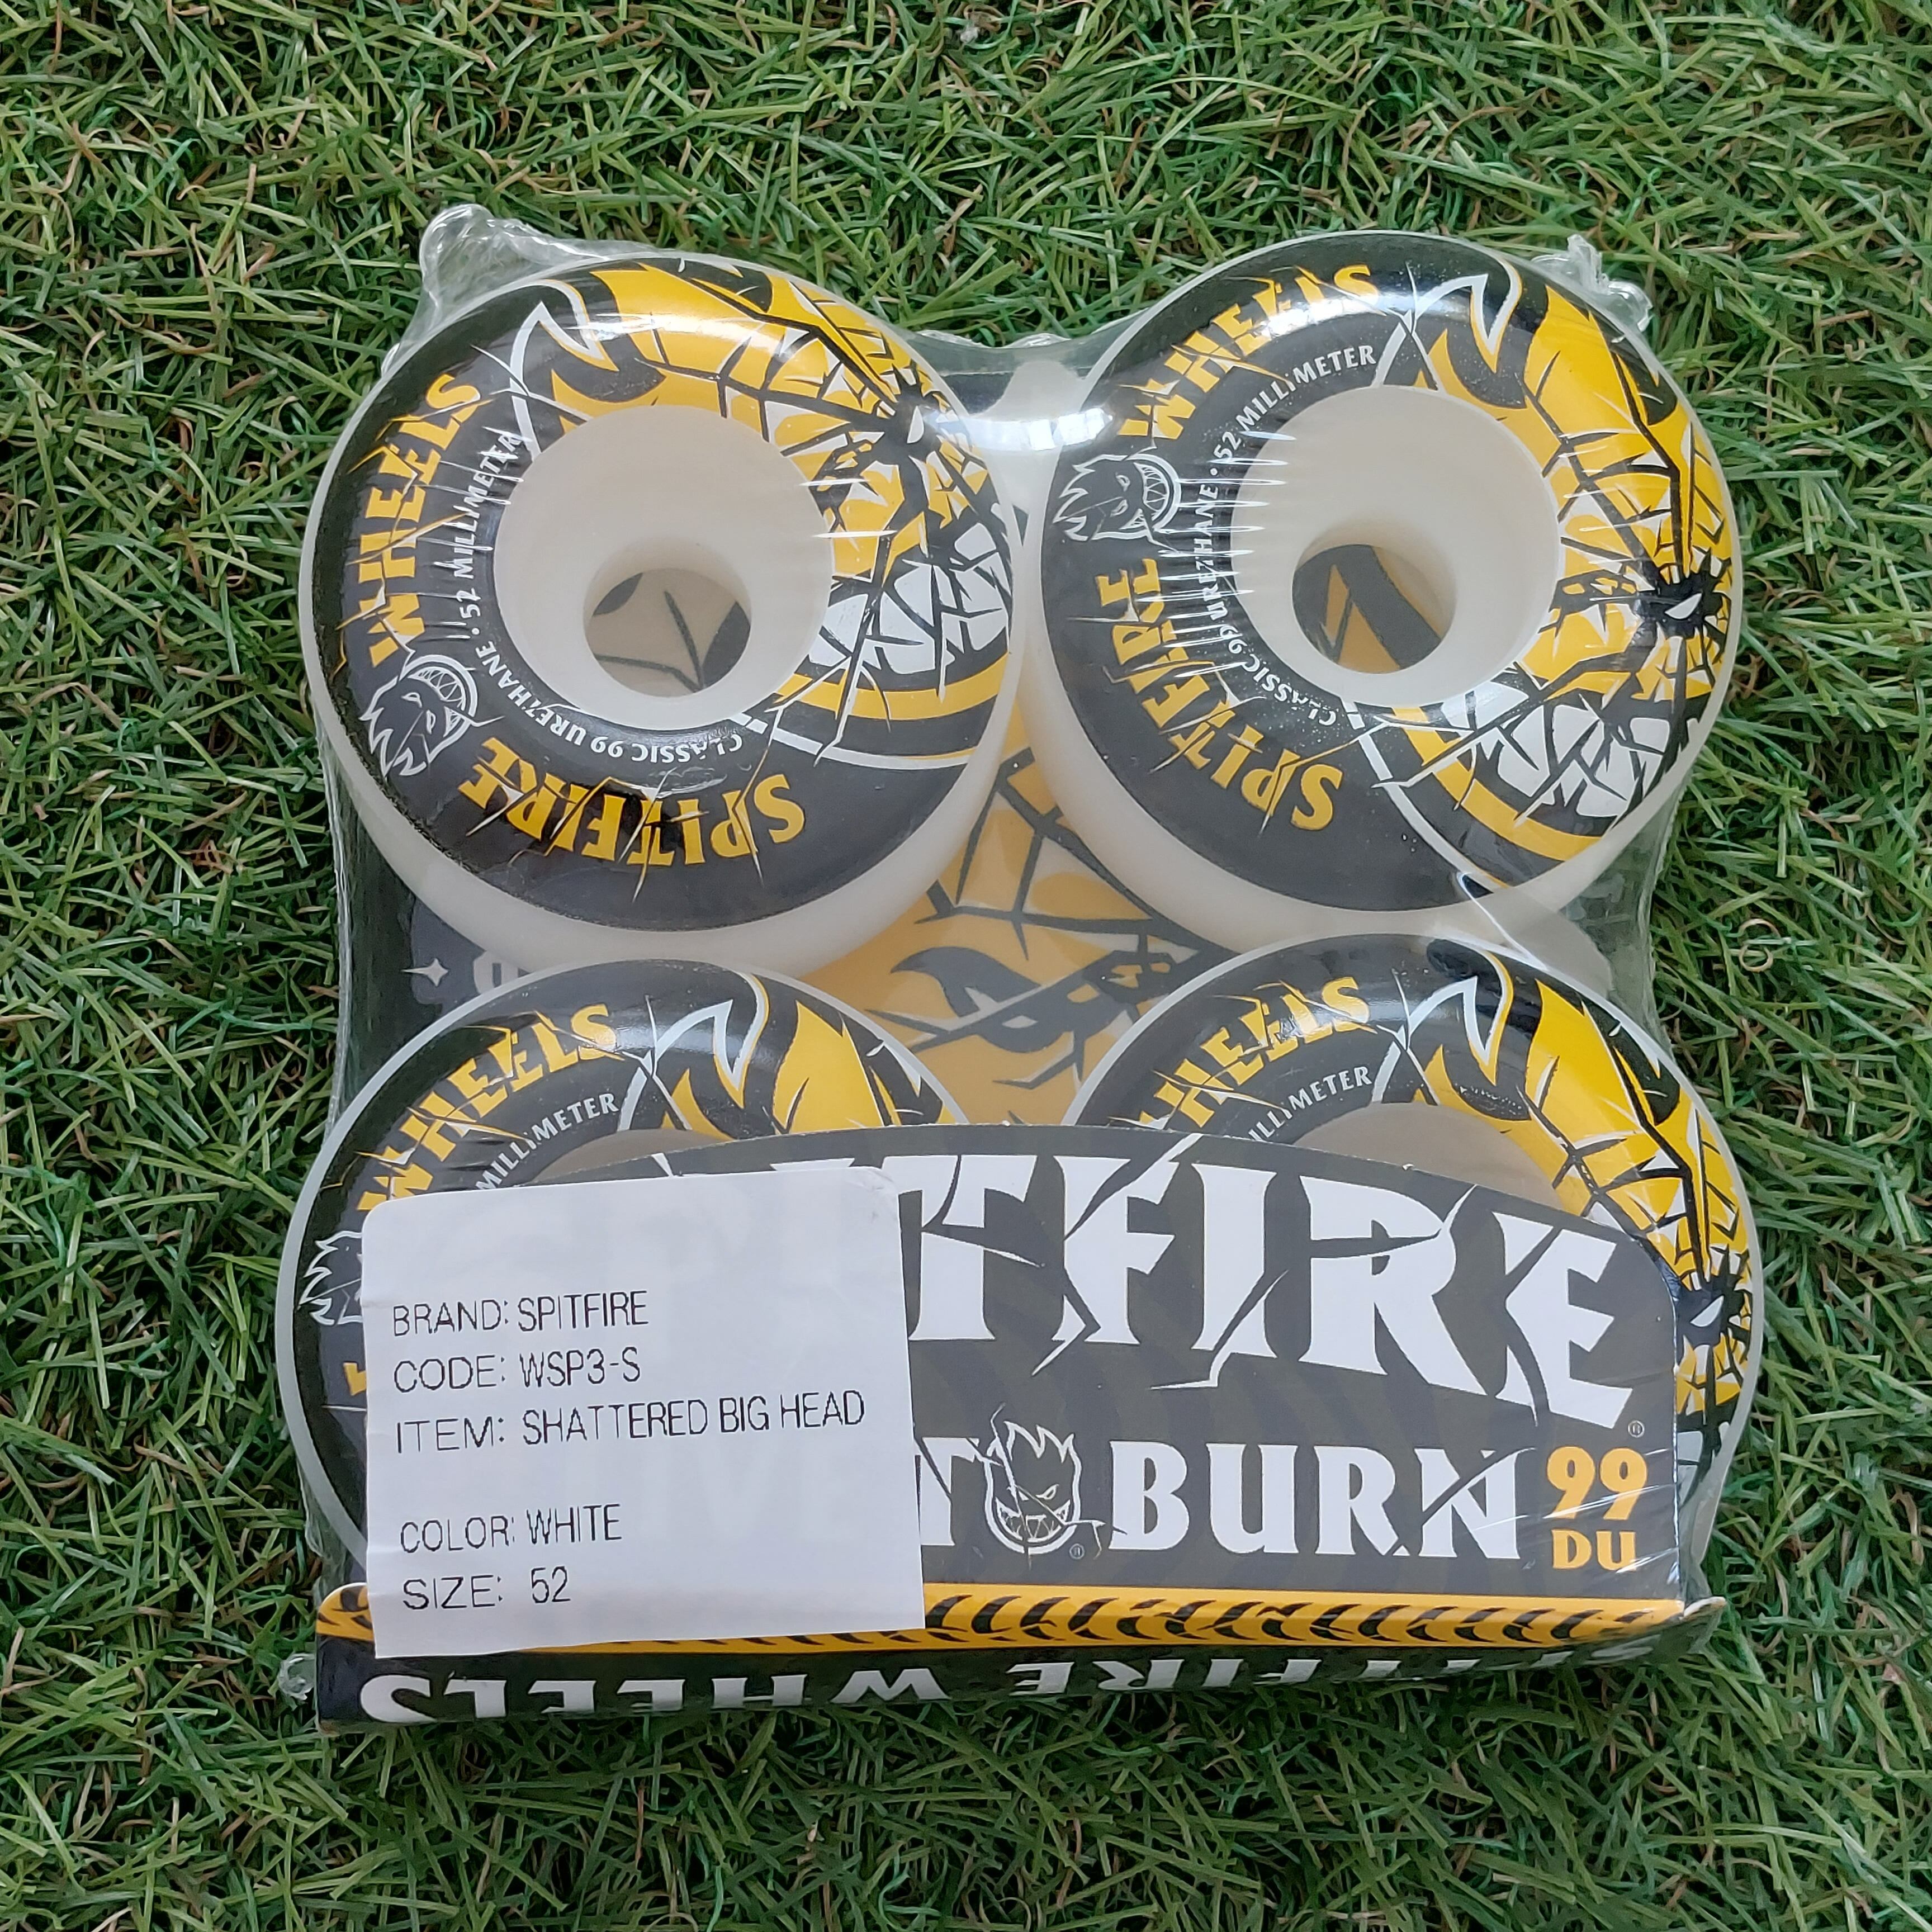 WHEELS
52 MILLIMETER
CLASSIC 99 URETHANE
SPITFIRE
WHEELS
52 MILLIMETER
CLASSIC 99 URETHANE
SPITFIRE
WHEELS
MILLIMETER
WHEELS
MILLIMETER
TFIRE
T BURN 99
DU
BRAND: SPITFIRE
CODE: WSP3-S
ITEM: SHATTERED BIG HEAD
COLOR: WHITE
SIZE: 52
SPITFIRE WHEELS